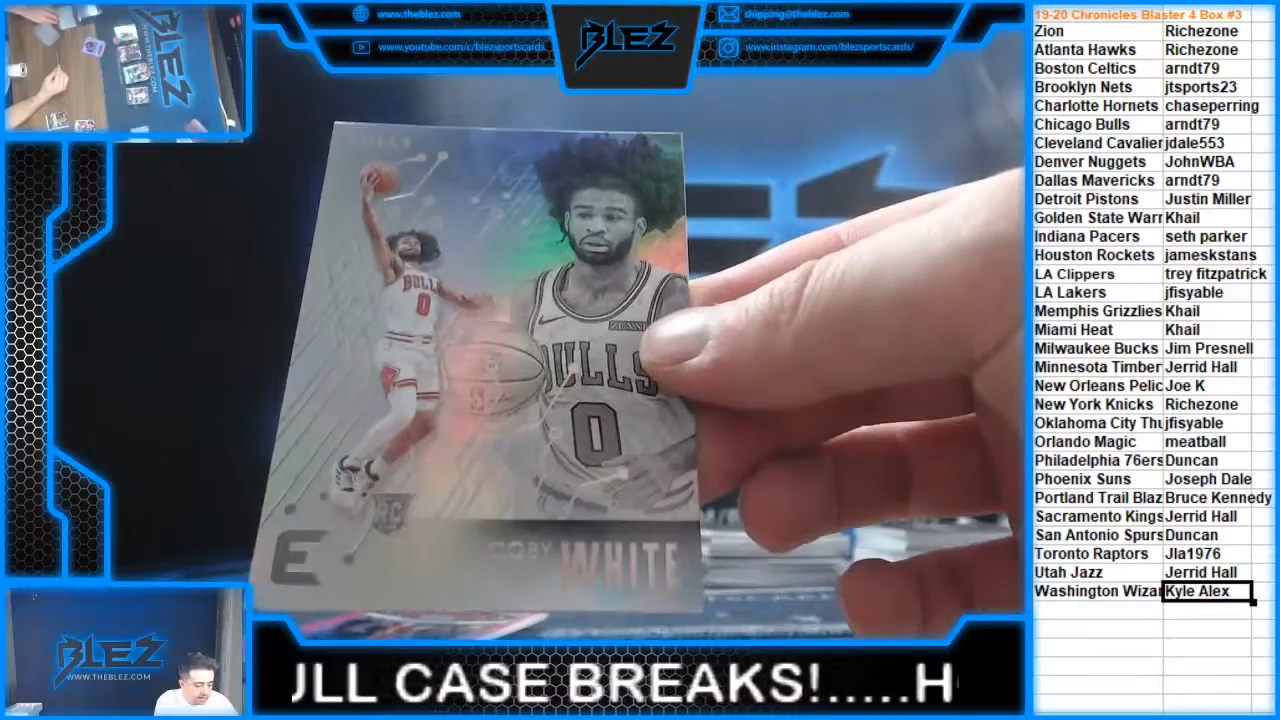 www.theblez.com
shipping@theblez.com
www.youtube.com/c/blezsportscards
www.instagram.com/blezsportscards/
BLEZ
BULLS
0
BULLS
0
RC
E
COBY WHITE
BLEZ
WWW.THEBLEZ.COM
JLL CASE BREAKS!.....H
19-20 Chronicles Blaster 4 Box #3
Zion Richezone
Atlanta Hawks Richezone
Boston Celtics arndt79
Brooklyn Nets jtsports23
Charlotte Hornets chaseperring
Chicago Bulls arndt79
Cleveland Cavalier jdale553
Denver Nuggets JohnWBA
Dallas Mavericks arndt79
Detroit Pistons Justin Miller
Golden State Warr Khail
Indiana Pacers seth parker
Houston Rockets jameskstans
LA Clippers trey fitzpatrick
LA Lakers jfisyable
Memphis Grizzlies Khail
Miami Heat Khail
Milwaukee Bucks Jim Presnell
Minnesota Timber Jerrid Hall
New Orleans Pelic Joe K
New York Knicks Richezone
Oklahoma City Thu jfisyable
Orlando Magic meatball
Philadelphia 76ers Duncan
Phoenix Suns Joseph Dale
Portland Trail Blaz Bruce Kennedy
Sacramento Kings Jerrid Hall
San Antonio Spurs Duncan
Toronto Raptors Jla1976
Utah Jazz Jerrid Hall
Washington Wizar Kyle Alex